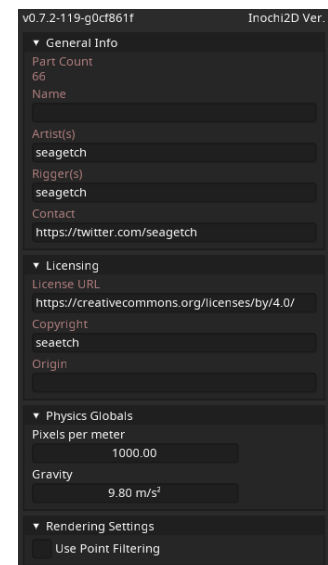 v0.7.2-119-g0cf861f Inochi2D Ver.
▼ General Info
Part Count
66
Name
Artist(s)
seagetch
Rigger(s)
seagetch
Contact
https://twitter.com/seagetch
▼ Licensing
License URL
https://creativecommons.org/licenses/by/4.0/
Copyright
seaetch
Origin
▼ Physics Globals
Pixels per meter
1000.00
Gravity
9.80 m/s²
▼ Rendering Settings
Use Point Filtering